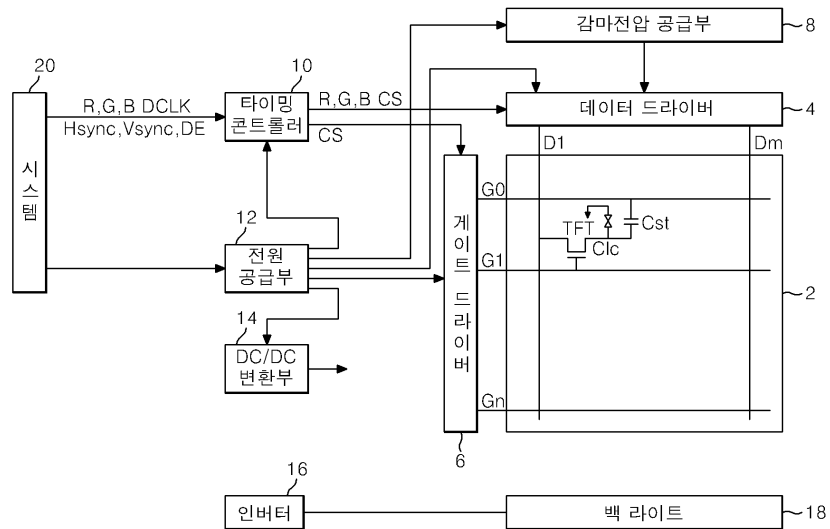 감마전압 공급부
8
20
10
R,G,B DCLK
타이밍
콘트롤러
R,G,B CS
데이터 드라이버
4
Hsync,Vsync,DE
CS
D1
Dm
시스템
G0
TFT
Cst
Clc
12
전원
공급부
게이트 드라이버
G1
2
14
DC/DC
변환부
Gn
6
16
인버터
백 라이트
18